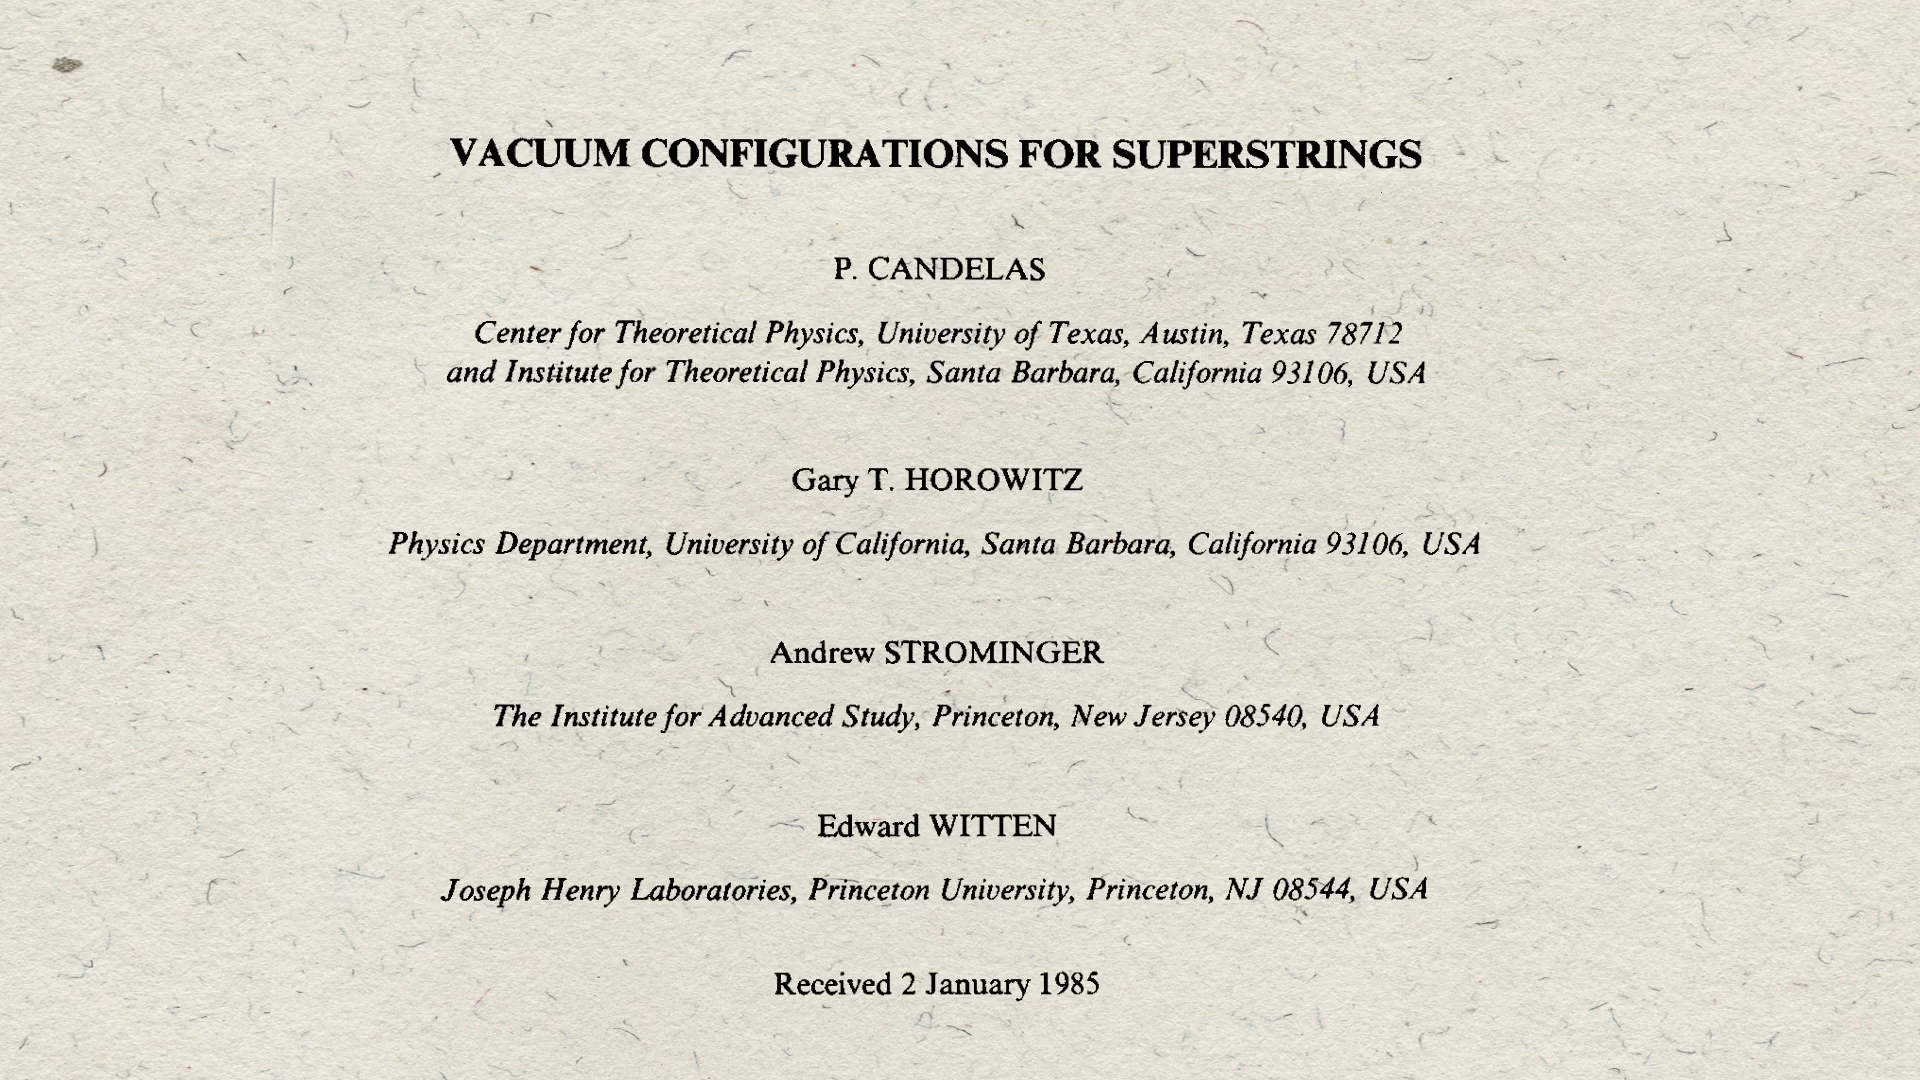 VACUUM CONFIGURATIONS FOR SUPERSTRINGS
P. CANDELAS
Center for Theoretical Physics, University of Texas, Austin, Texas 78712
and Institute for Theoretical Physics, Santa Barbara, California 93106, USA
Gary T. HOROWITZ
Physics Department, University of California, Santa Barbara, California 93106, USA
Andrew STROMINGER
The Institute for Advanced Study, Princeton, New Jersey 08540, USA
Edward WITTEN
Joseph Henry Laboratories, Princeton University, Princeton, NJ 08544, USA
Received 2 January 1985